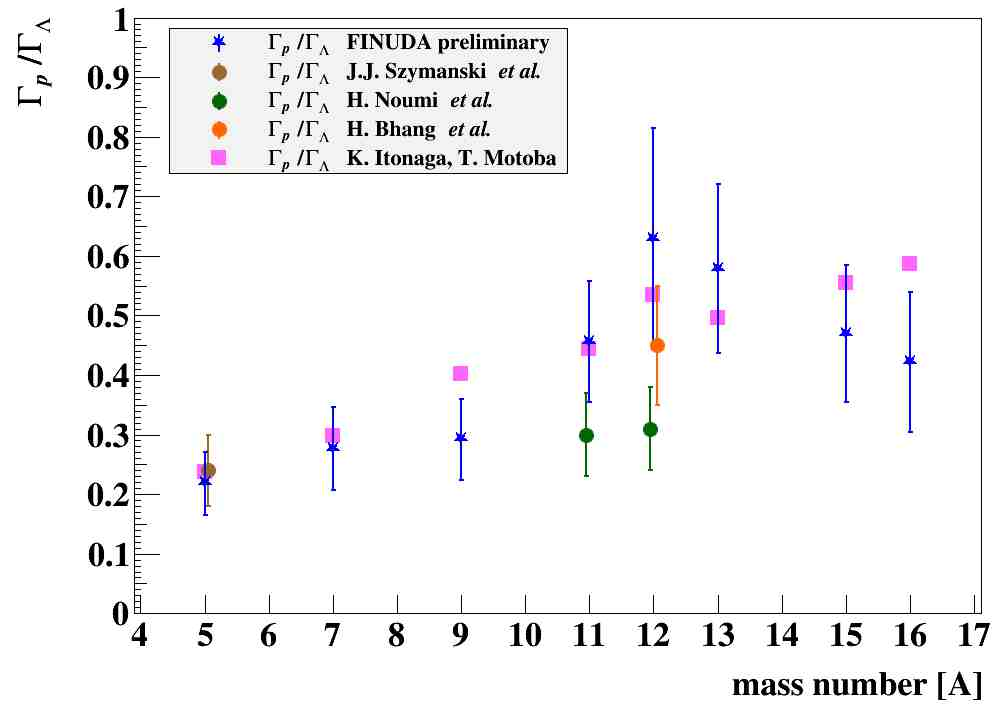 Γp /ΓΛ
1
0.9
0.8
0.7
0.6
0.5
0.4
0.3
0.2
0.1
0
Γp /ΓΛ FINUDA preliminary
Γp /ΓΛ J.J. Szymanski et al.
Γp /ΓΛ H. Noumi et al.
Γp /ΓΛ H. Bhang et al.
Γp /ΓΛ K. Itonaga, T. Motoba
4 5 6 7 8 9 10 11 12 13 14 15 16 17
mass number [A]